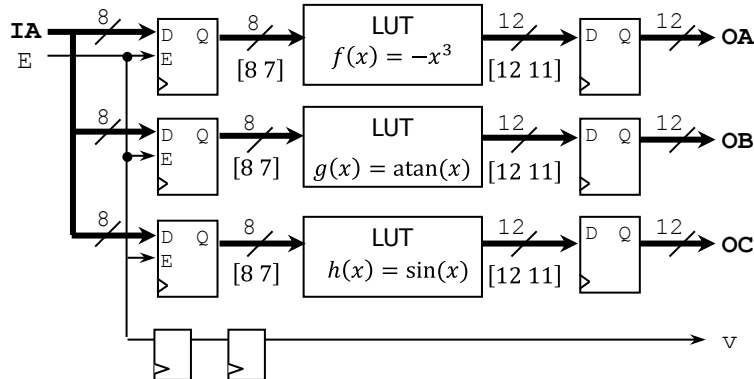 IA 8 D Q 8 LUT 12 D Q 12 OA
E E [8 7] f(x) = −x³ [12 11]
8 D Q 8 LUT 12 D Q 12 OB
E [8 7] g(x) = atan(x) [12 11]
8 D Q 8 LUT 12 D Q 12 OC
E [8 7] h(x) = sin(x) [12 11]
v